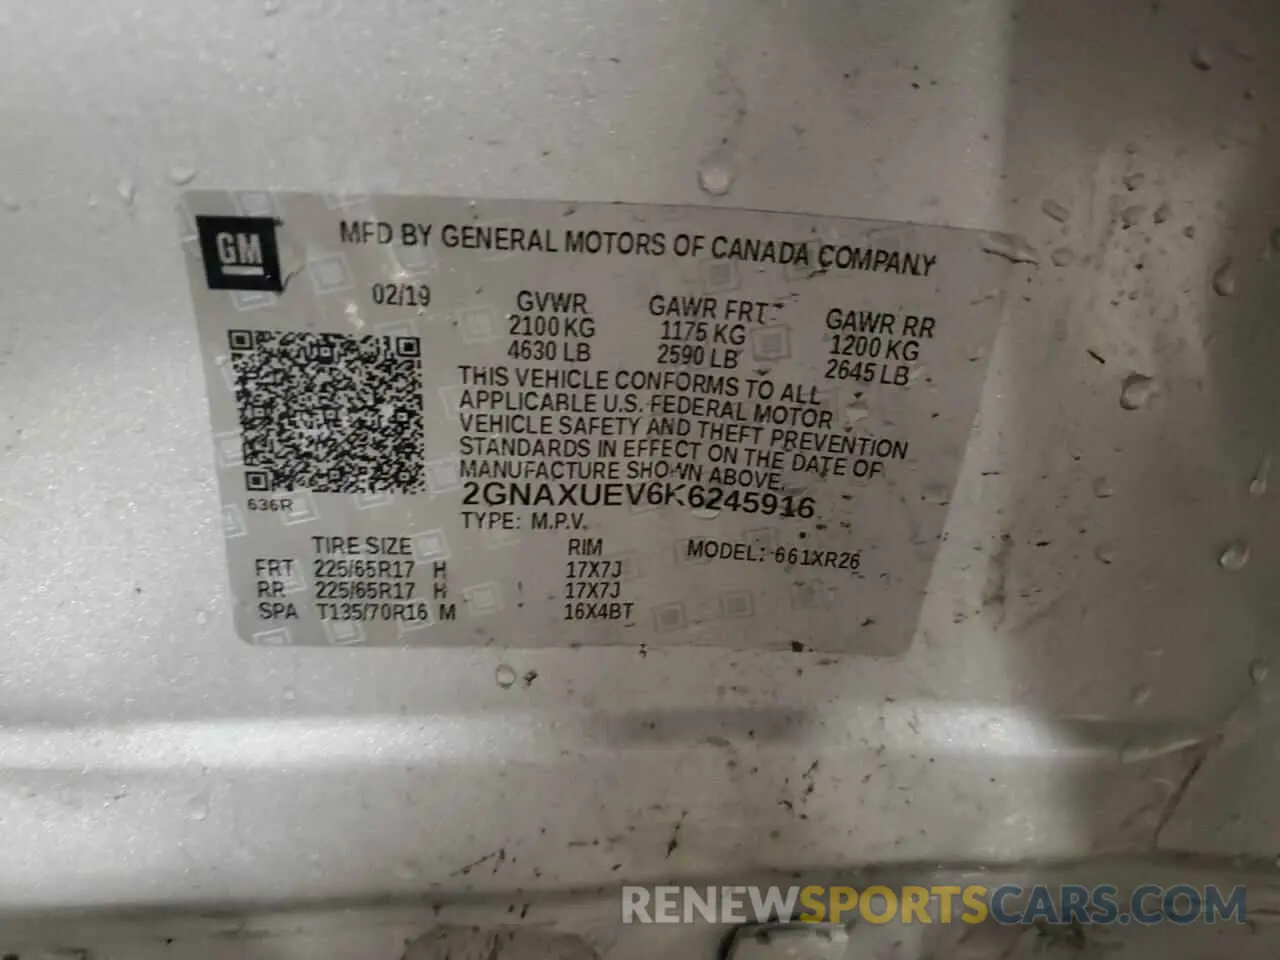 GM
MFD BY GENERAL MOTORS OF CANADA COMPANY
02/19
GVWR GAWR FRT GAWR RR
2100 KG 1175 KG 1200 KG
4630 LB 2590 LB 2645 LB
THIS VEHICLE CONFORMS TO ALL
APPLICABLE U.S. FEDERAL MOTOR
VEHICLE SAFETY AND THEFT PREVENTION
STANDARDS IN EFFECT ON THE DATE OF
MANUFACTURE SHOWN ABOVE.
636R
2GNAXUEV6K6245916
TYPE: M.P.V. MODEL: 661XR26
TIRE SIZE RIM
FRT 225/65R17 H 17X7J
RR 225/65R17 H 17X7J
SPA T135/70R16 M 16X4BT
RENEWSPORTSCARS.COM